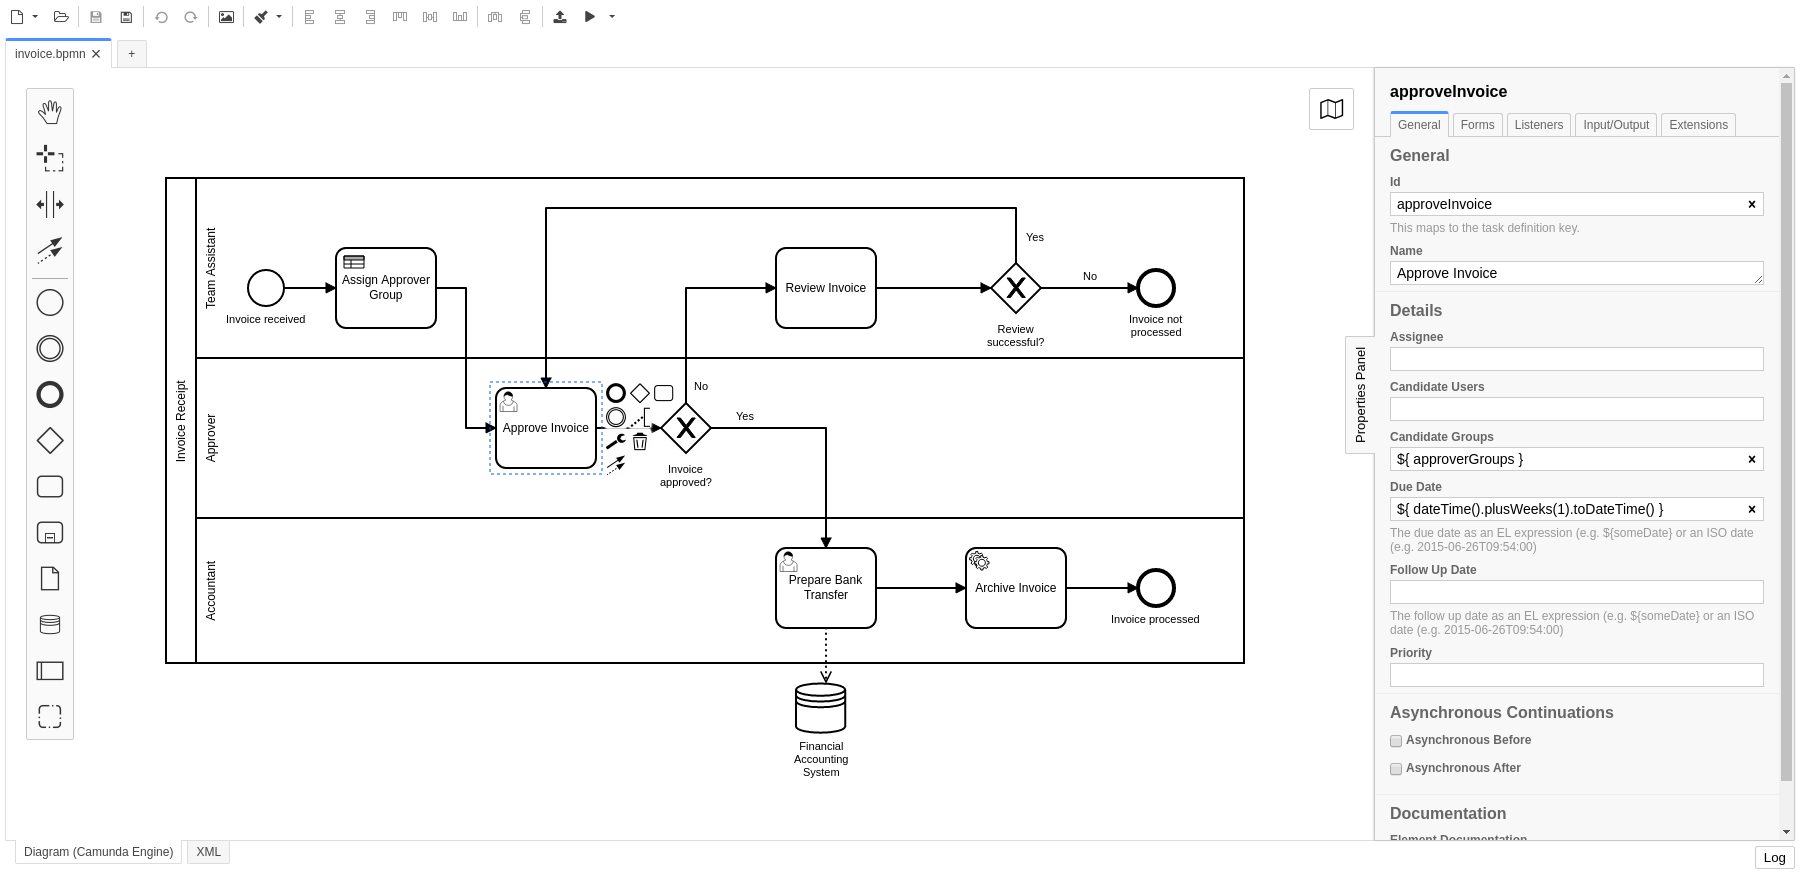 invoice.bpmn
+
Invoice Receipt
Team Assistant
Approver
Accountant
Invoice received
Assign Approver
Group
Review Invoice
Yes
No
Review
successful?
Invoice not
processed
Approve Invoice
No
Yes
Invoice
approved?
Prepare Bank
Transfer
Archive Invoice
Invoice processed
Financial
Accounting
System
Properties Panel
approveInvoice
General Forms Listeners Input/Output Extensions
General
Id
approveInvoice
This maps to the task definition key.
Name
Approve Invoice
Details
Assignee
Candidate Users
Candidate Groups
${ approverGroups }
Due Date
${ dateTime().plusWeeks(1).toDateTime() }
The due date as an EL expression (e.g. ${someDate} or an ISO date
(e.g. 2015-06-26T09:54:00)
Follow Up Date
The follow up date as an EL expression (e.g. ${someDate} or an ISO
date (e.g. 2015-06-26T09:54:00)
Priority
Asynchronous Continuations
Asynchronous Before
Asynchronous After
Documentation
Element Documentation
Diagram (Camunda Engine) XML
Log